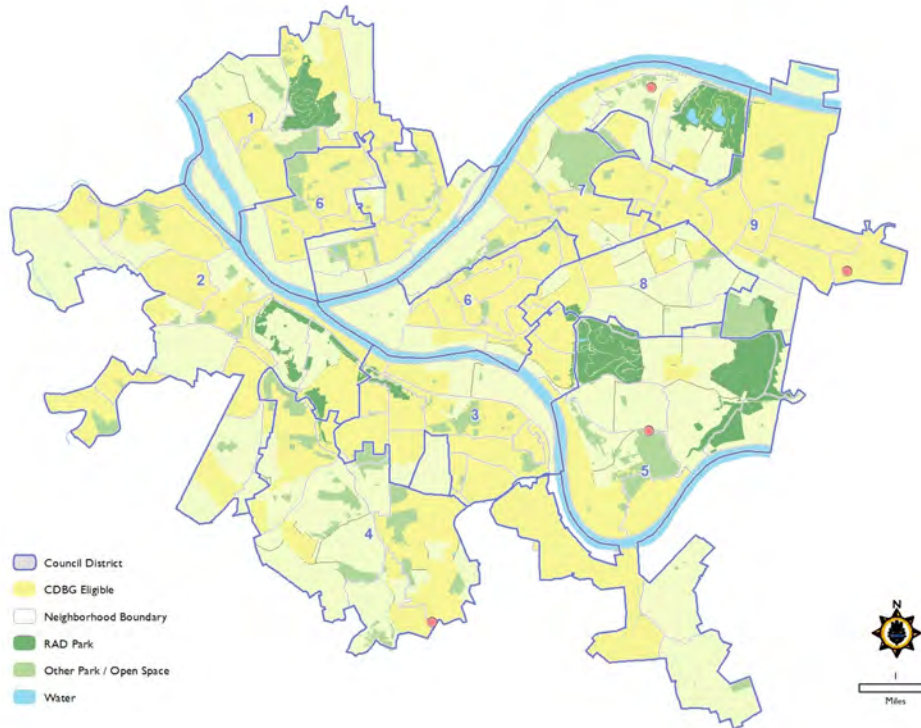 1
6
7
9
2
6
8
3
5
4
Council District
CDBG Eligible
Neighborhood Boundary
RAD Park
Other Park / Open Space
Water
N
1
Miles